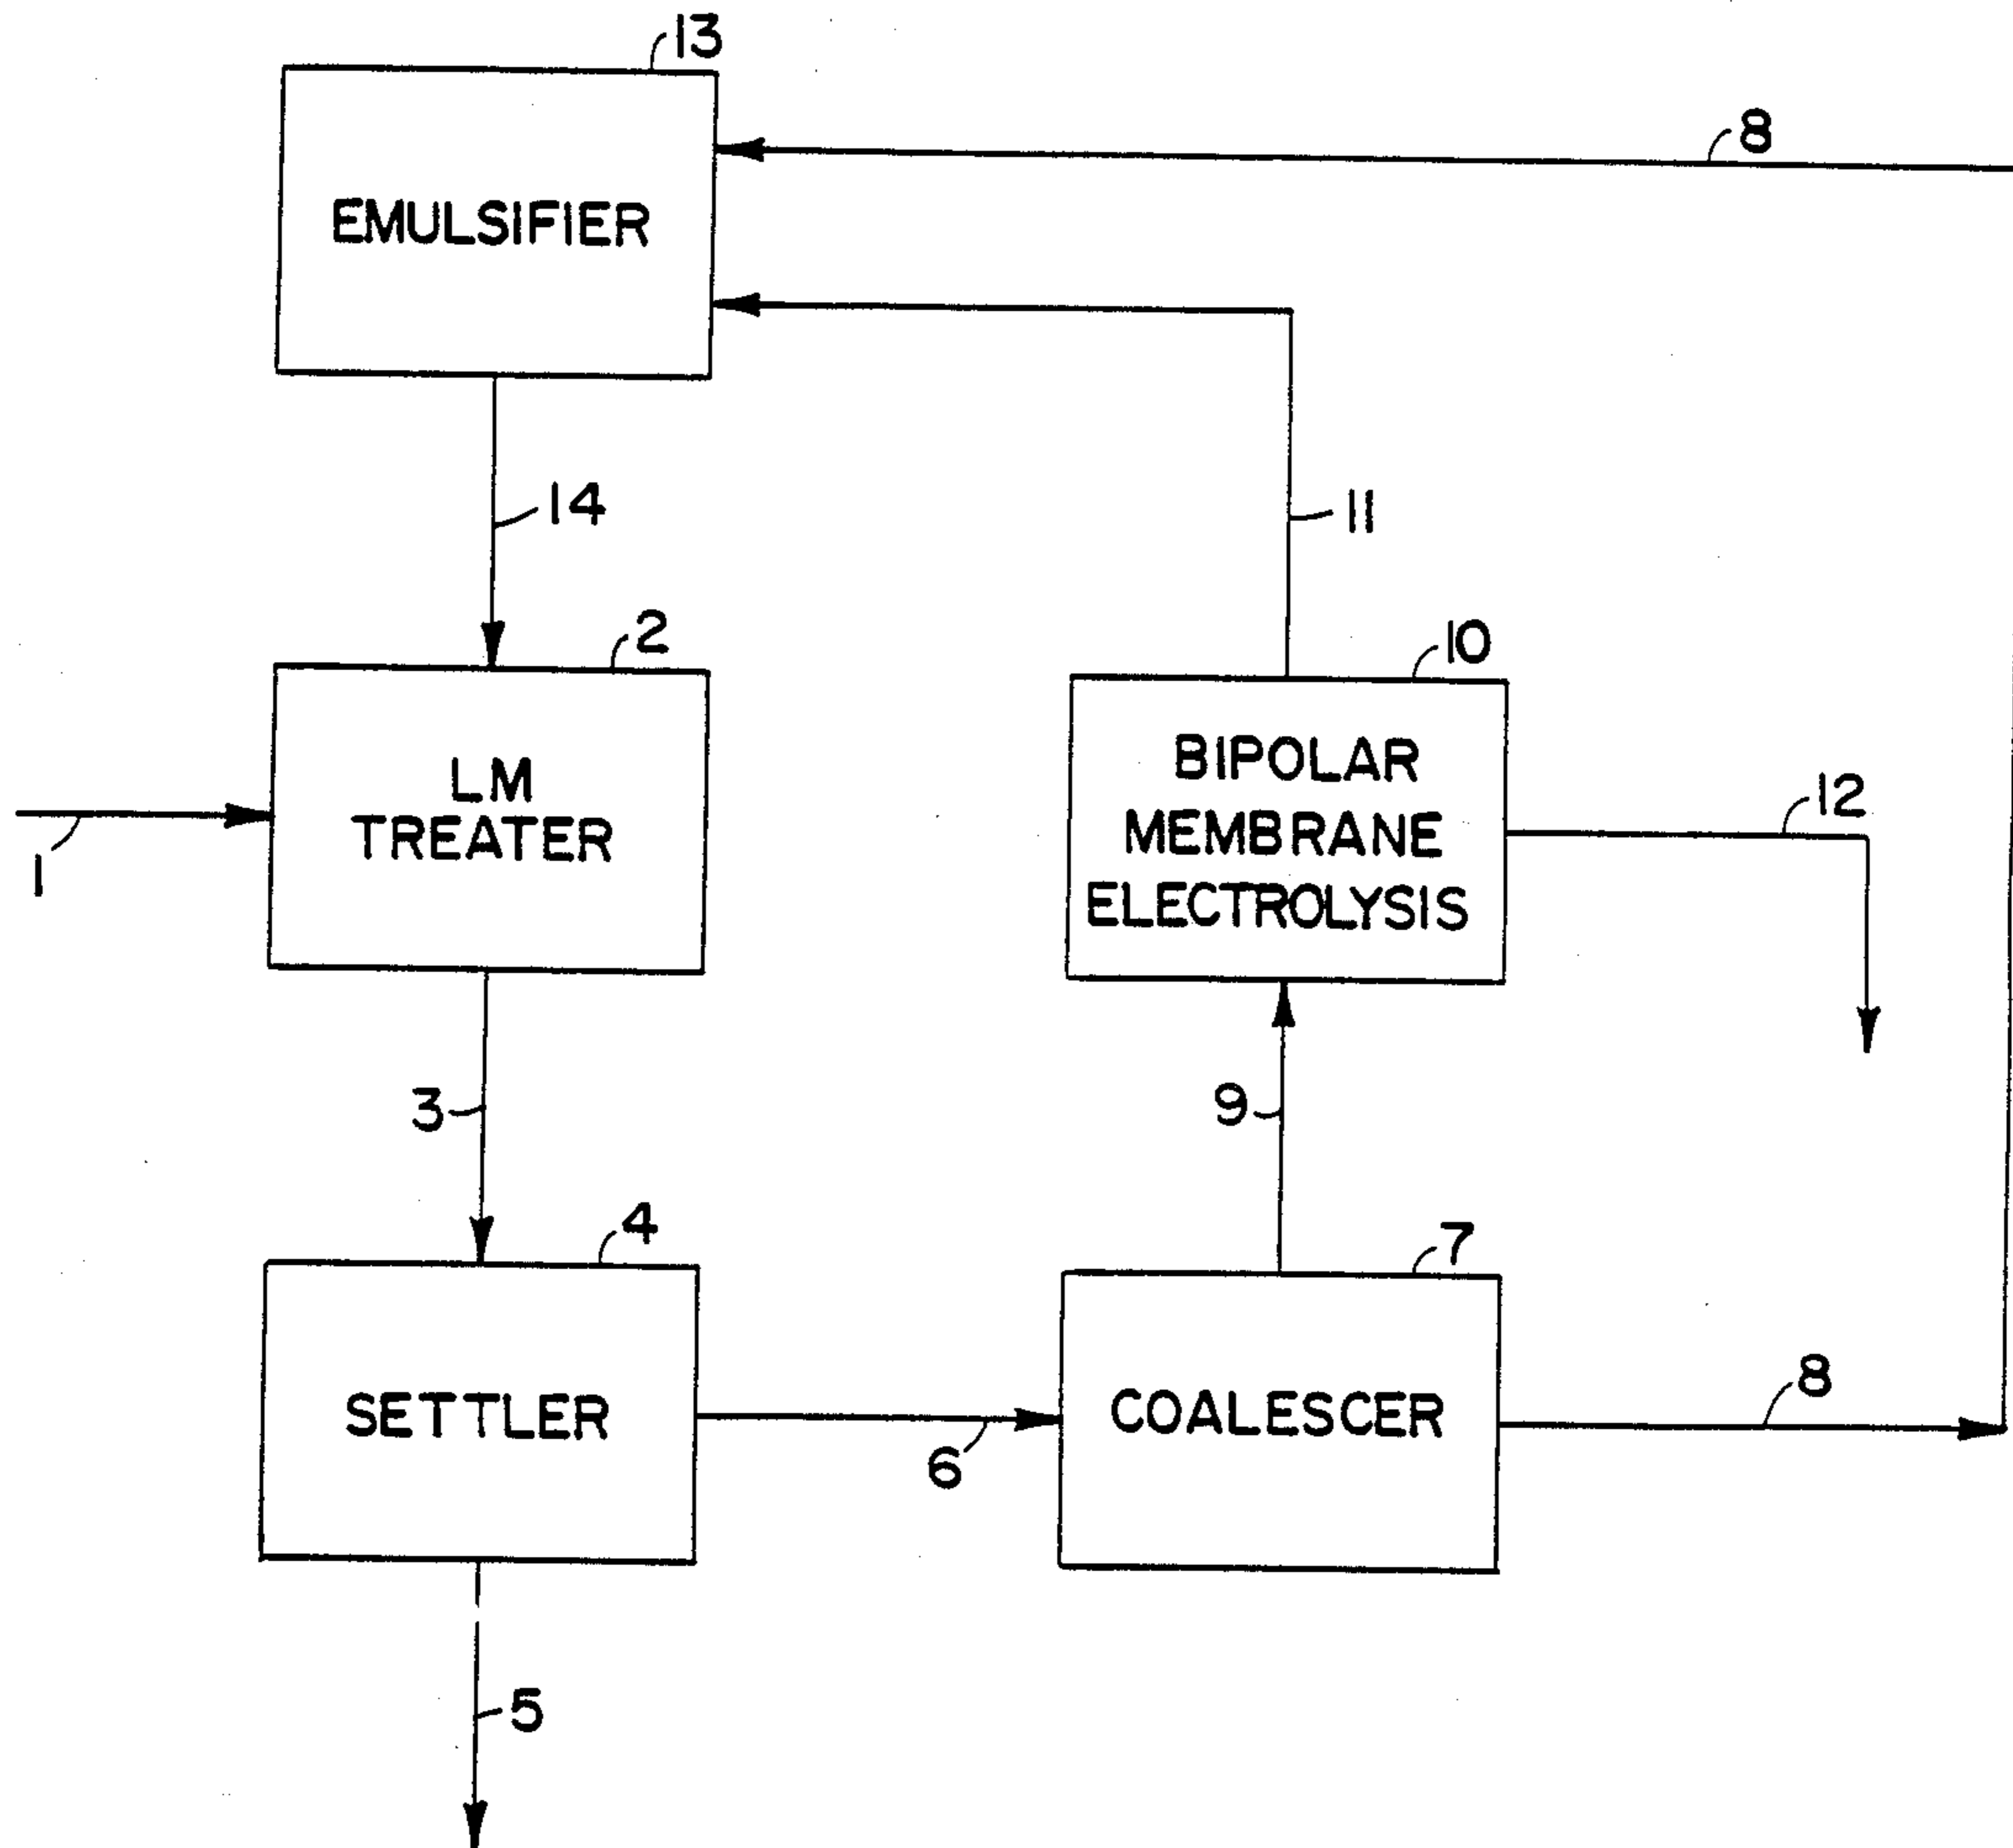 13
8
EMULSIFIER
14
11
2
10
LM
TREATER
BIPOLAR
MEMBRANE
ELECTROLYSIS
12
1
3
9
4
7
SETTLER
COALESCER
8
6
5